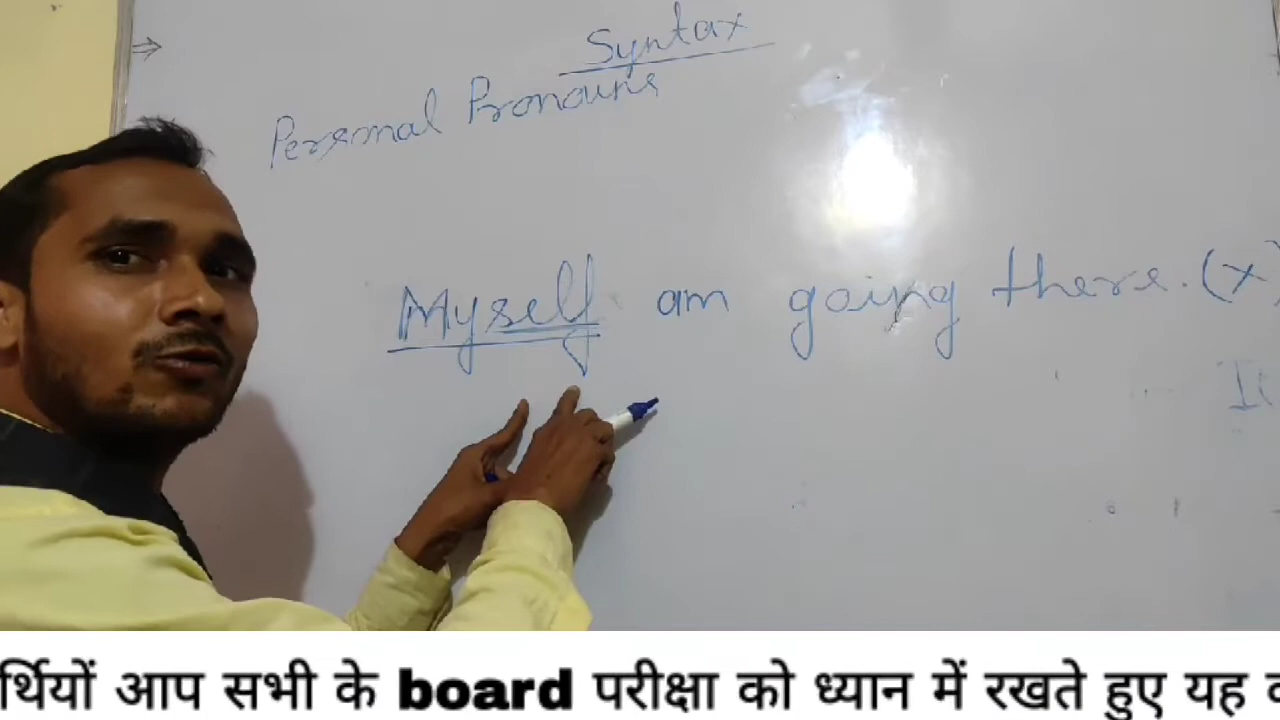 Syntax
Personal Pronouns
Myself am going there. (x)
आप सभी के board परीक्षा को ध्यान में रखते हुए यह